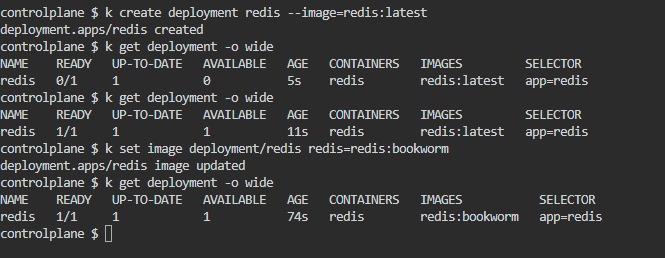 controlplane $ k create deployment redis --image=redis:latest
deployment.apps/redis created
controlplane $ k get deployment -o wide
NAME    READY   UP-TO-DATE   AVAILABLE   AGE   CONTAINERS   IMAGES         SELECTOR
redis   0/1     1            0           5s    redis        redis:latest   app=redis
controlplane $ k get deployment -o wide
NAME    READY   UP-TO-DATE   AVAILABLE   AGE   CONTAINERS   IMAGES         SELECTOR
redis   1/1     1            1           11s   redis        redis:latest   app=redis
controlplane $ k set image deployment/redis redis=redis:bookworm
deployment.apps/redis image updated
controlplane $ k get deployment -o wide
NAME    READY   UP-TO-DATE   AVAILABLE   AGE   CONTAINERS   IMAGES           SELECTOR
redis   1/1     1            1           74s   redis        redis:bookworm   app=redis
controlplane $